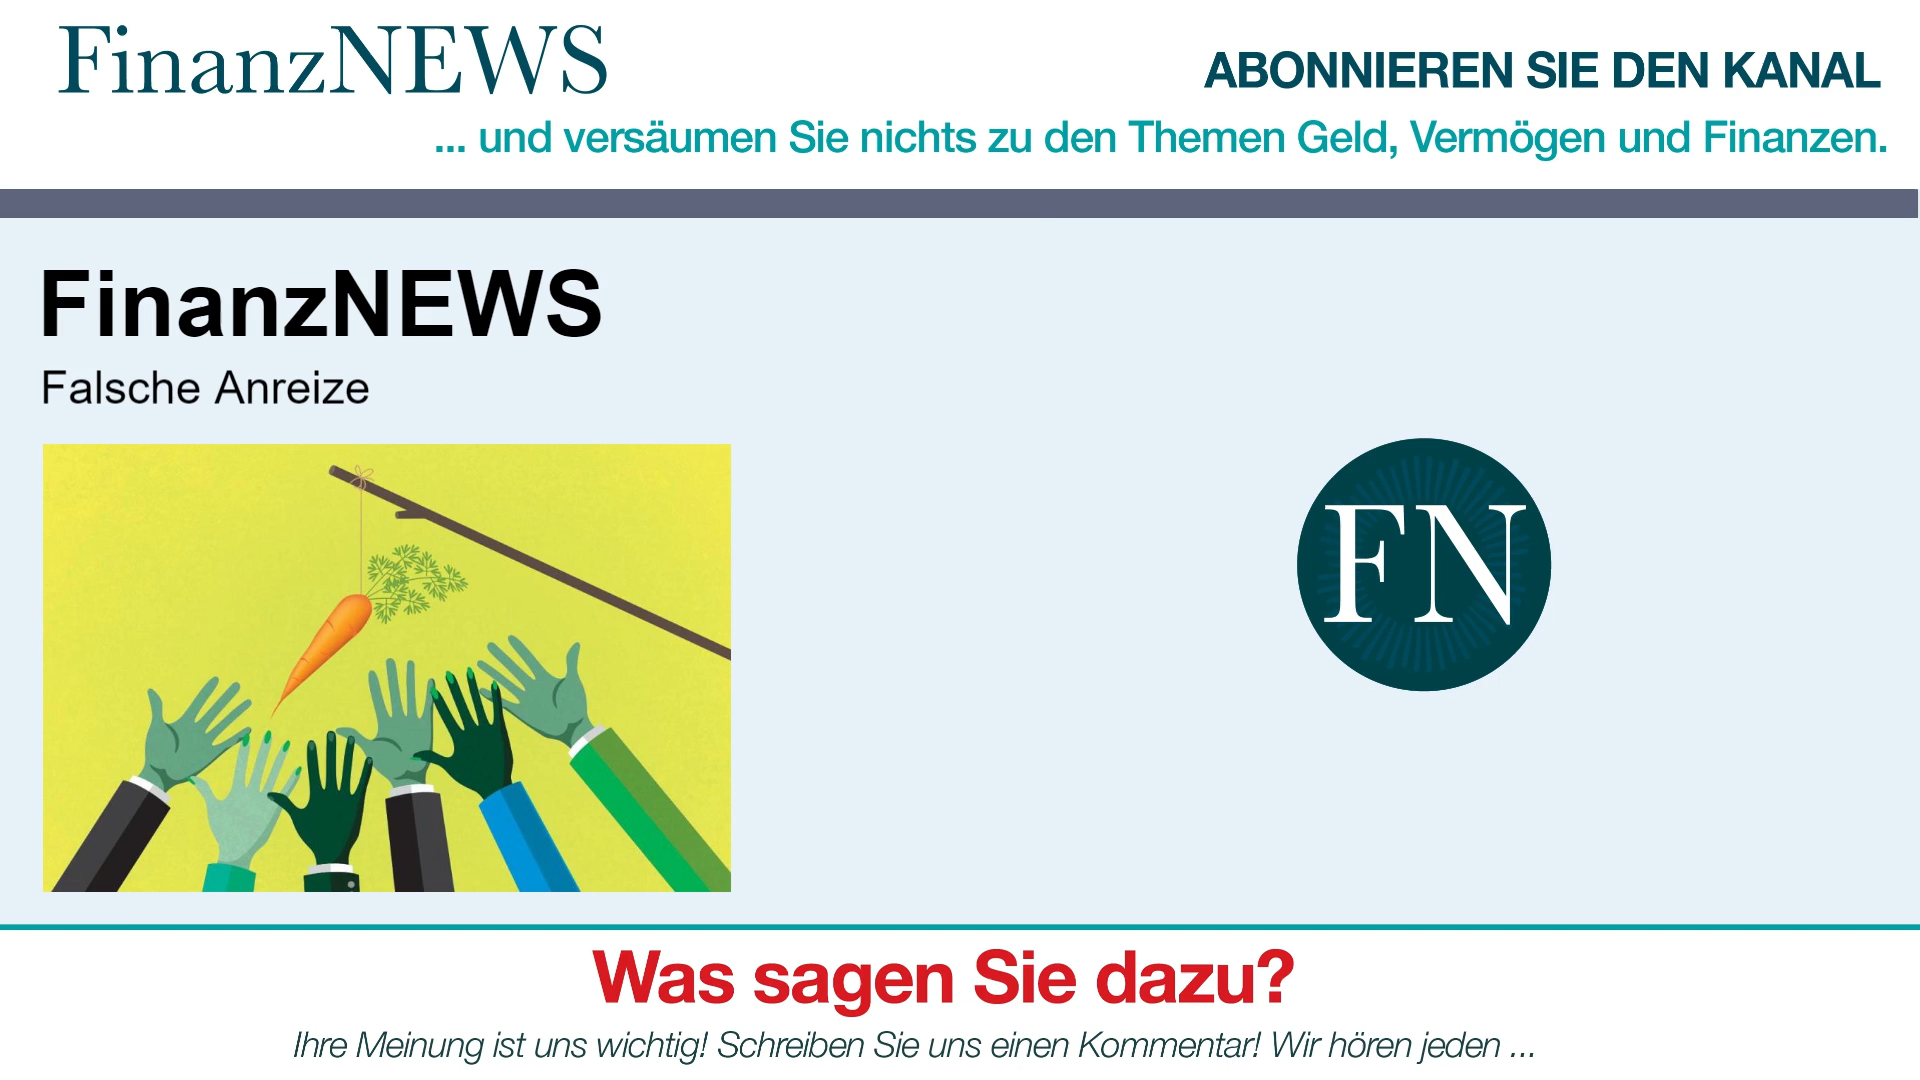 FinanzNEWS
ABONNIEREN SIE DEN KANAL
... und versäumen Sie nichts zu den Themen Geld, Vermögen und Finanzen.
FinanzNEWS
Falsche Anreize
FN
Was sagen Sie dazu?
Ihre Meinung ist uns wichtig! Schreiben Sie uns einen Kommentar! Wir hören jeden ...